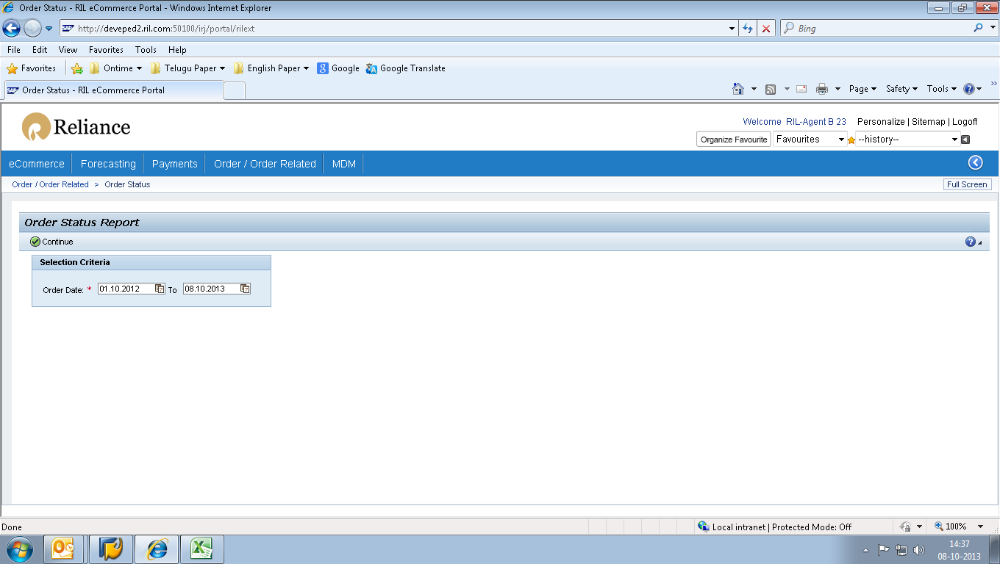 Order Status - RIL eCommerce Portal - Windows Internet Explorer
http://deveped2.ril.com:50100/irj/portal/rilext
Bing
File Edit View Favorites Tools Help
Favorites Ontime Telugu Paper English Paper Google Google Translate
Order Status - RIL eCommerce Portal
Page Safety Tools
Reliance
Welcome RIL-Agent B 23 Personalize | Sitemap | Logoff
Organize Favourite Favourites --history--
eCommerce Forecasting Payments Order / Order Related MDM
Order / Order Related > Order Status Full Screen
Order Status Report
Continue
Selection Criteria
Order Date: * 01.10.2012 To 08.10.2013
Done Local intranet | Protected Mode: Off 100%
14:37
08-10-2013